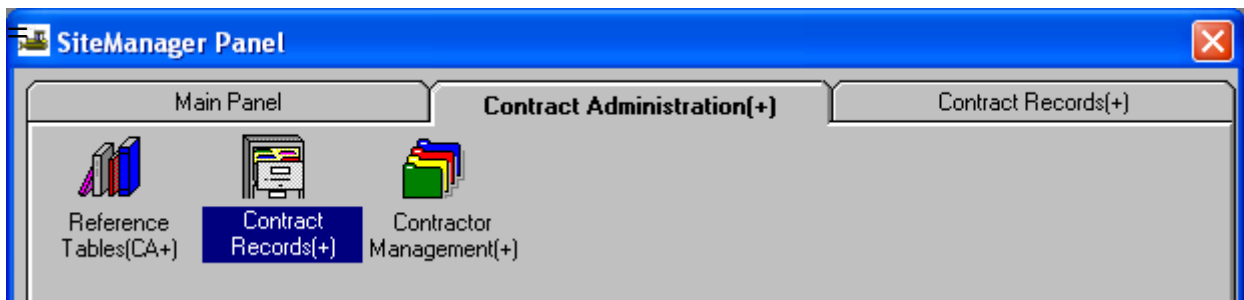 SiteManager Panel
Main Panel
Contract Administration(+)
Contract Records(+)
Reference
Tables(CA+)
Contract
Records(+)
Contractor
Management(+)